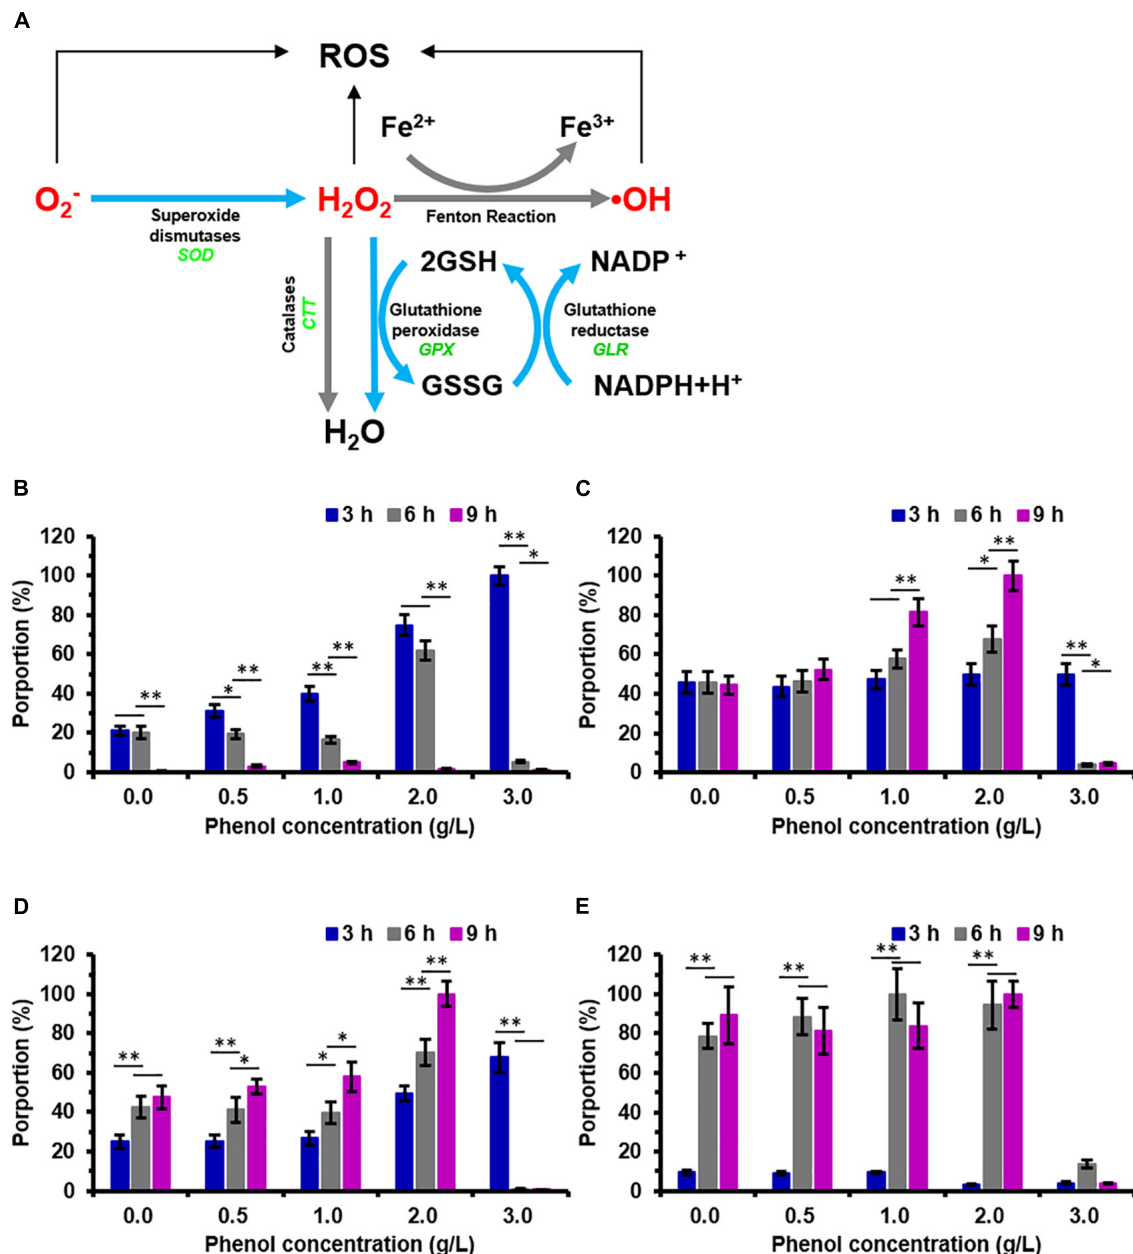 A
ROS
Fe2+
Fe3+
O2-
H2O2
•OH
Superoxide
dismutases
SOD
Fenton Reaction
Catalases
CTT
2GSH
NADP +
Glutathione
peroxidase
GPX
Glutathione
reductase
GLR
GSSG
NADPH+H+
H2O
B
3 h 6 h 9 h
Porportion (%)
120
100
80
60
40
20
0
** * ** ** ** ** ** *
0.0 0.5 1.0 2.0 3.0
Phenol concentration (g/L)
C
3 h 6 h 9 h
Porportion (%)
120
100
80
60
40
20
0
** * ** ** *
0.0 0.5 1.0 2.0 3.0
Phenol concentration (g/L)
D
3 h 6 h 9 h
Porportion (%)
120
100
80
60
40
20
0
** ** * * * ** ** **
0.0 0.5 1.0 2.0 3.0
Phenol concentration (g/L)
E
3 h 6 h 9 h
Porportion (%)
120
100
80
60
40
20
0
** ** ** **
0.0 0.5 1.0 2.0 3.0
Phenol concentration (g/L)